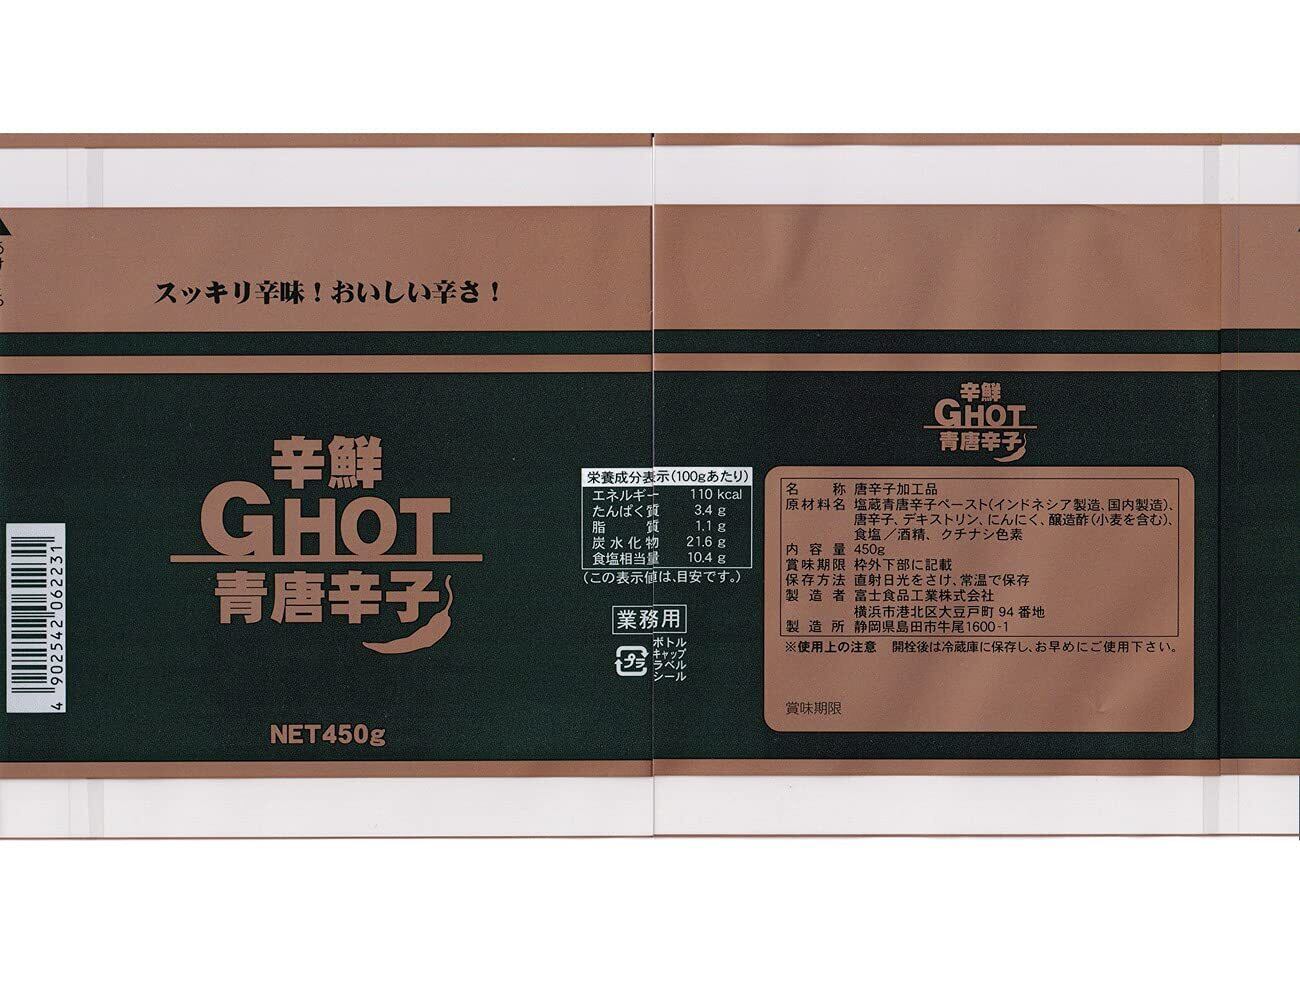 スッキリ辛味！おいしい辛さ！
辛鮮
GHOT
青唐辛子
NET450g
4 902542 062231
栄養成分表示(100gあたり)
エネルギー 110 kcal
たんぱく質 3.4 g
脂質 1.1 g
炭水化物 21.6 g
食塩相当量 10.4 g
(この表示値は、目安です。)
業務用
プラ
ボトル
キャップ
ラベル
シール
辛鮮
GHOT
青唐辛子
名称 唐辛子加工品
原材料名 塩蔵青唐辛子ペースト(インドネシア製造、国内製造)、
唐辛子、デキストリン、にんにく、醸造酢(小麦を含む)、
食塩／酒精、クチナシ色素
内容量 450g
賞味期限 枠外下部に記載
保存方法 直射日光をさけ、常温で保存
製造者 富士食品工業株式会社
横浜市港北区大豆戸町 94 番地
製造所 静岡県島田市牛尾1600-1
※使用上の注意 開栓後は冷蔵庫に保存し、お早めにご使用下さい。
賞味期限